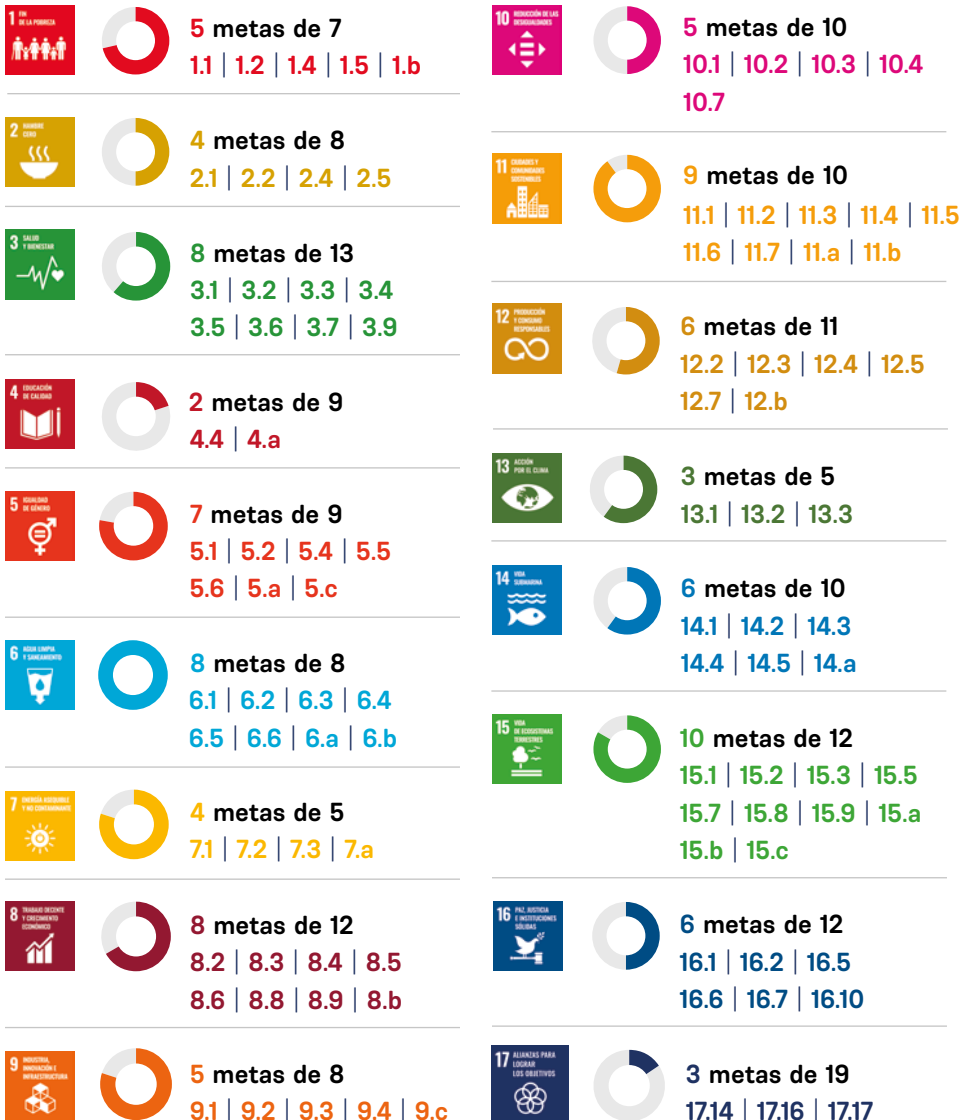 1 FIN
DE LA POBREZA
5 metas de 7
1.1 | 1.2 | 1.4 | 1.5 | 1.b
2 HAMBRE
CERO
4 metas de 8
2.1 | 2.2 | 2.4 | 2.5
3 SALUD
Y BIENESTAR
8 metas de 13
3.1 | 3.2 | 3.3 | 3.4
3.5 | 3.6 | 3.7 | 3.9
4 EDUCACIÓN
DE CALIDAD
2 metas de 9
4.4 | 4.a
5 IGUALDAD
DE GÉNERO
7 metas de 9
5.1 | 5.2 | 5.4 | 5.5
5.6 | 5.a | 5.c
6 AGUA LIMPIA
Y SANEAMIENTO
8 metas de 8
6.1 | 6.2 | 6.3 | 6.4
6.5 | 6.6 | 6.a | 6.b
7 ENERGÍA ASEQUIBLE
Y NO CONTAMINANTE
4 metas de 5
7.1 | 7.2 | 7.3 | 7.a
8 TRABAJO DECENTE
Y CRECIMIENTO
ECONÓMICO
8 metas de 12
8.2 | 8.3 | 8.4 | 8.5
8.6 | 8.8 | 8.9 | 8.b
9 INDUSTRIA,
INNOVACIÓN E
INFRAESTRUCTURA
5 metas de 8
9.1 | 9.2 | 9.3 | 9.4 | 9.c
10 REDUCCIÓN DE LAS
DESIGUALDADES
5 metas de 10
10.1 | 10.2 | 10.3 | 10.4
10.7
11 CIUDADES Y
COMUNIDADES
SOSTENIBLES
9 metas de 10
11.1 | 11.2 | 11.3 | 11.4 | 11.5
11.6 | 11.7 | 11.a | 11.b
12 PRODUCCIÓN
Y CONSUMO
RESPONSABLES
6 metas de 11
12.2 | 12.3 | 12.4 | 12.5
12.7 | 12.b
13 ACCIÓN
POR EL CLIMA
3 metas de 5
13.1 | 13.2 | 13.3
14 VIDA
SUBMARINA
6 metas de 10
14.1 | 14.2 | 14.3
14.4 | 14.5 | 14.a
15 VIDA
DE ECOSISTEMAS
TERRESTRES
10 metas de 12
15.1 | 15.2 | 15.3 | 15.5
15.7 | 15.8 | 15.9 | 15.a
15.b | 15.c
16 PAZ, JUSTICIA
E INSTITUCIONES
SÓLIDAS
6 metas de 12
16.1 | 16.2 | 16.5
16.6 | 16.7 | 16.10
17 ALIANZAS PARA
LOGRAR
LOS OBJETIVOS
3 metas de 19
17.14 | 17.16 | 17.17